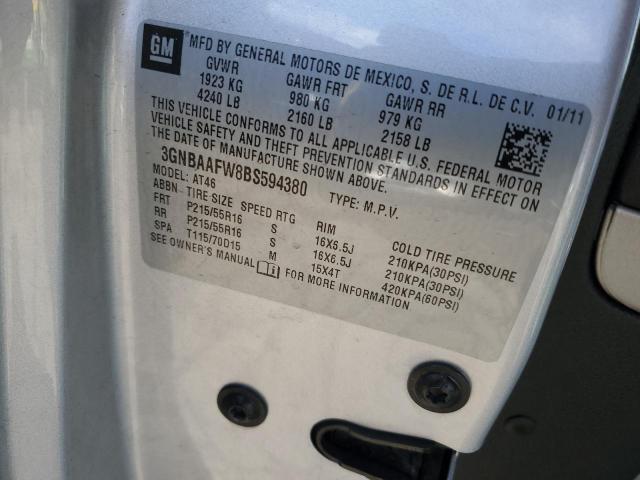 GM MFD BY GENERAL MOTORS DE MEXICO, S. DE R.L. DE C.V. 01/11
GVWR GAWR FRT GAWR RR
1923 KG 980 KG 979 KG
4240 LB 2160 LB 2158 LB
THIS VEHICLE CONFORMS TO ALL APPLICABLE U.S. FEDERAL MOTOR
VEHICLE SAFETY AND THEFT PREVENTION STANDARDS IN EFFECT ON
THE DATE OF MANUFACTURE SHOWN ABOVE.
3GNBAAFW8BS594380 TYPE: M.P.V.
MODEL: AT46
ABBN TIRE SIZE SPEED RTG RIM COLD TIRE PRESSURE
FRT P215/55R16 S 16X6.5J 210KPA(30PSI)
RR P215/55R16 S 16X6.5J 210KPA(30PSI)
SPA T115/70D15 M 15X4T 420KPA(60PSI)
SEE OWNER'S MANUAL FOR MORE INFORMATION